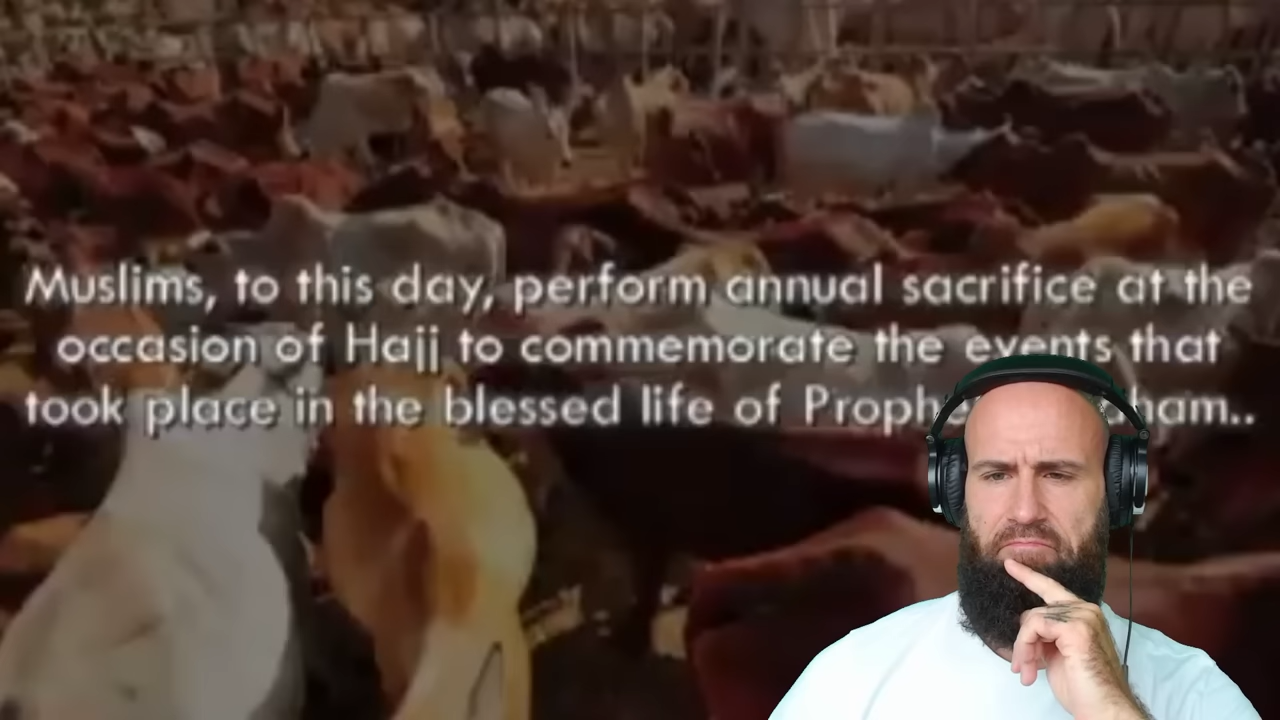 Muslims, to this day, perform annual sacrifice at the
occasion of Hajj to commemorate the events that
took place in the blessed life of